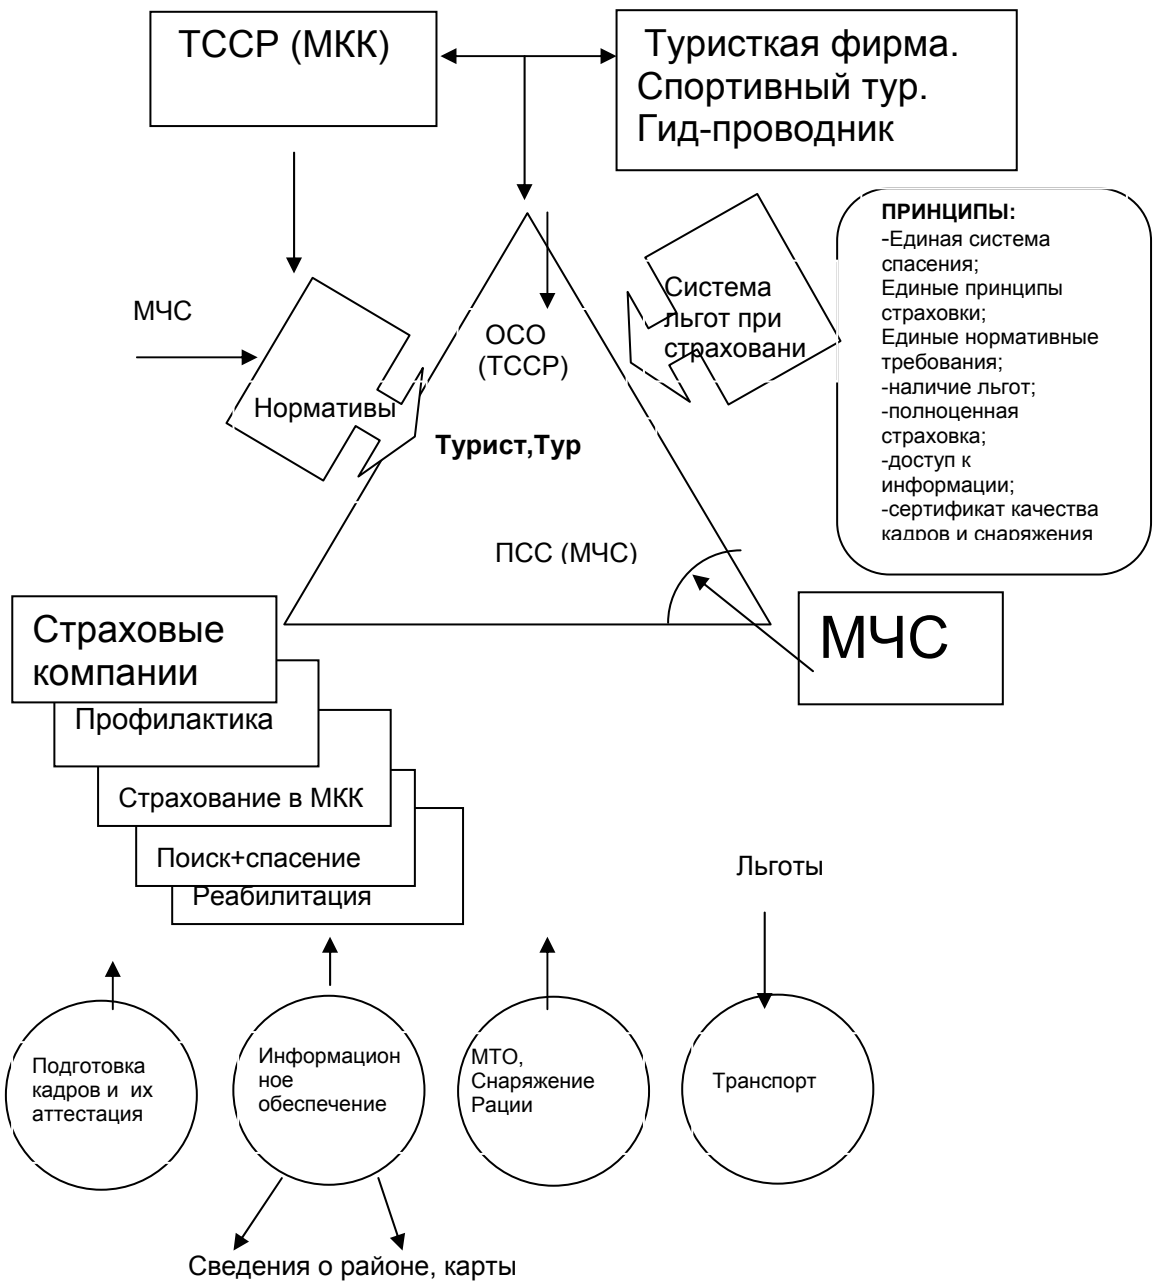 ТССР (МКК)
Туристкая фирма.
Спортивный тур.
Гид-проводник
ПРИНЦИПЫ:
-Единая система
спасения;
Единые принципы
страховки;
Единые нормативные
требования;
-наличие льгот;
-полноценная
страховка;
-доступ к
информации;
-сертификат качества
кадров и снаряжения
МЧС
Система
льгот при
страховани
ОСО
(ТССР)
Нормативы
Турист,Тур
ПСС (МЧС)
МЧС
Страховые
компании
Профилактика
Страхование в МКК
Поиск+спасение
Реабилитация
Льготы
Подготовка
кадров и их
аттестация
Информацион
ное
обеспечение
МТО,
Снаряжение
Рации
Транспорт
Сведения о районе, карты